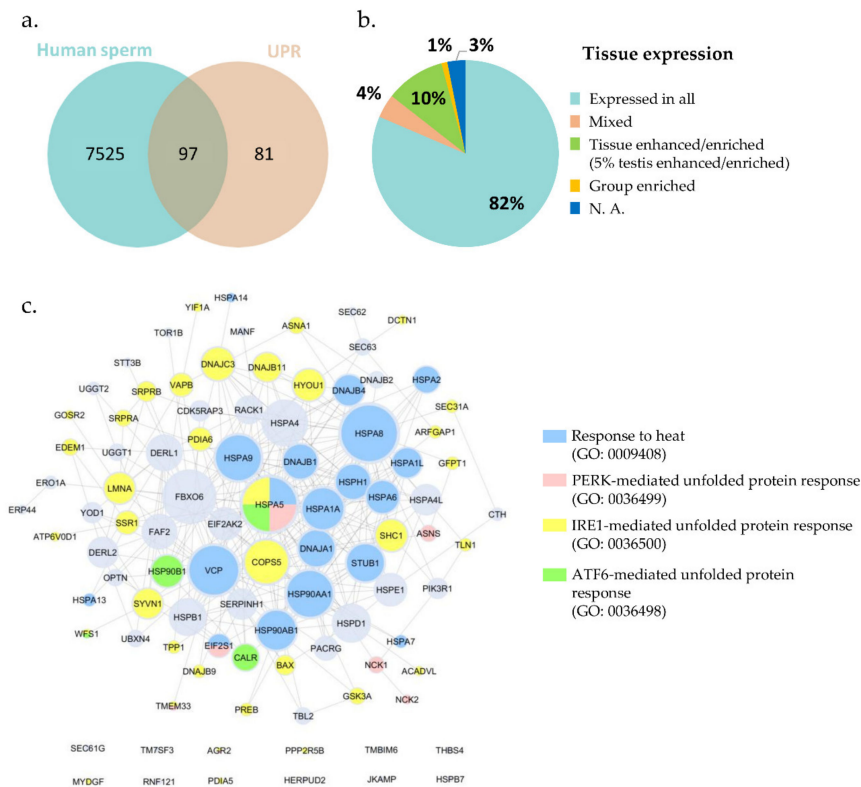 a.
Human sperm
UPR
7525
97
81
b.
1%
3%
4%
10%
82%
Tissue expression
Expressed in all
Mixed
Tissue enhanced/enriched
(5% testis enhanced/enriched)
Group enriched
N. A.
c.
HSPA14
YIF1A
SEC62
DCTN1
TOR1B
MANF
ASNA1
SEC63
STT3B
DNAJC3
DNAJB11
HYOU1
DNAJB2
HSPA2
UGGT2
SRPRB
VAPB
DNAJB4
GOSR2
SRPRA
CDK5RAP3
RACK1
HSPA4
SEC31A
HSPA8
ARFGAP1
EDEM1
UGGT1
DERL1
PDIA6
HSPA9
DNAJB1
HSPA1L
GFPT1
ERO1A
LMNA
FBXO6
HSPH1
HSPA6
HSPA4L
ERP44
YOD1
SSR1
HSPA5
HSPA1A
CTH
ATP6V0D1
FAF2
EIF2AK2
SHC1
ASNS
TLN1
DERL2
HSP90B1
VCP
COPS5
DNAJA1
STUB1
OPTN
HSPA13
SYVN1
HSPB1
SERPINH1
HSP90AA1
HSPE1
PIK3R1
WFS1
UBXN4
TPP1
EIF2S1
HSP90AB1
HSPD1
PACRG
HSPA7
DNAJB9
CALR
BAX
NCK1
ACADVL
TMEM33
PREB
TBL2
GSK3A
NCK2
SEC61G
TM7SF3
AGR2
PPP2R5B
TMBIM6
THBS4
MYDGF
RNF121
PDIA5
HERPUD2
JKAMP
HSPB7
Response to heat
(GO: 0009408)
PERK-mediated unfolded protein response
(GO: 0036499)
IRE1-mediated unfolded protein response
(GO: 0036500)
ATF6-mediated unfolded protein
response
(GO: 0036498)